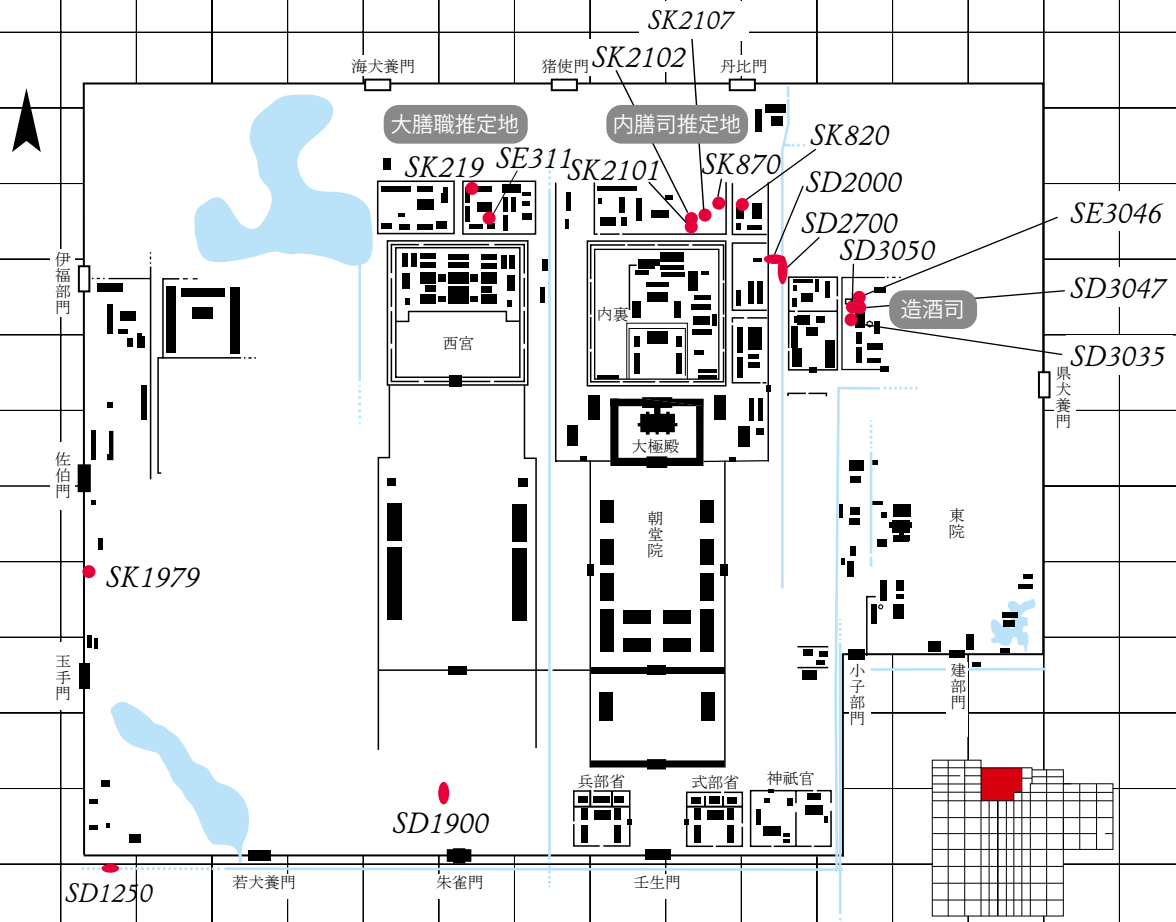 SK2107
SK2102
海犬養門
猪使門
丹比門
大膳職推定地
内膳司推定地
SK820
SK219
SE311
SK2101
SK870
SD2000
SE3046
SD2700
SD3050
伊福部門
SD3047
造酒司
内裏
西宮
SD3035
県犬養門
大極殿
佐伯門
朝堂院
東院
SK1979
玉手門
小子部門
建部門
兵部省
式部省
神祇官
SD1900
SD1250
若犬養門
朱雀門
壬生門